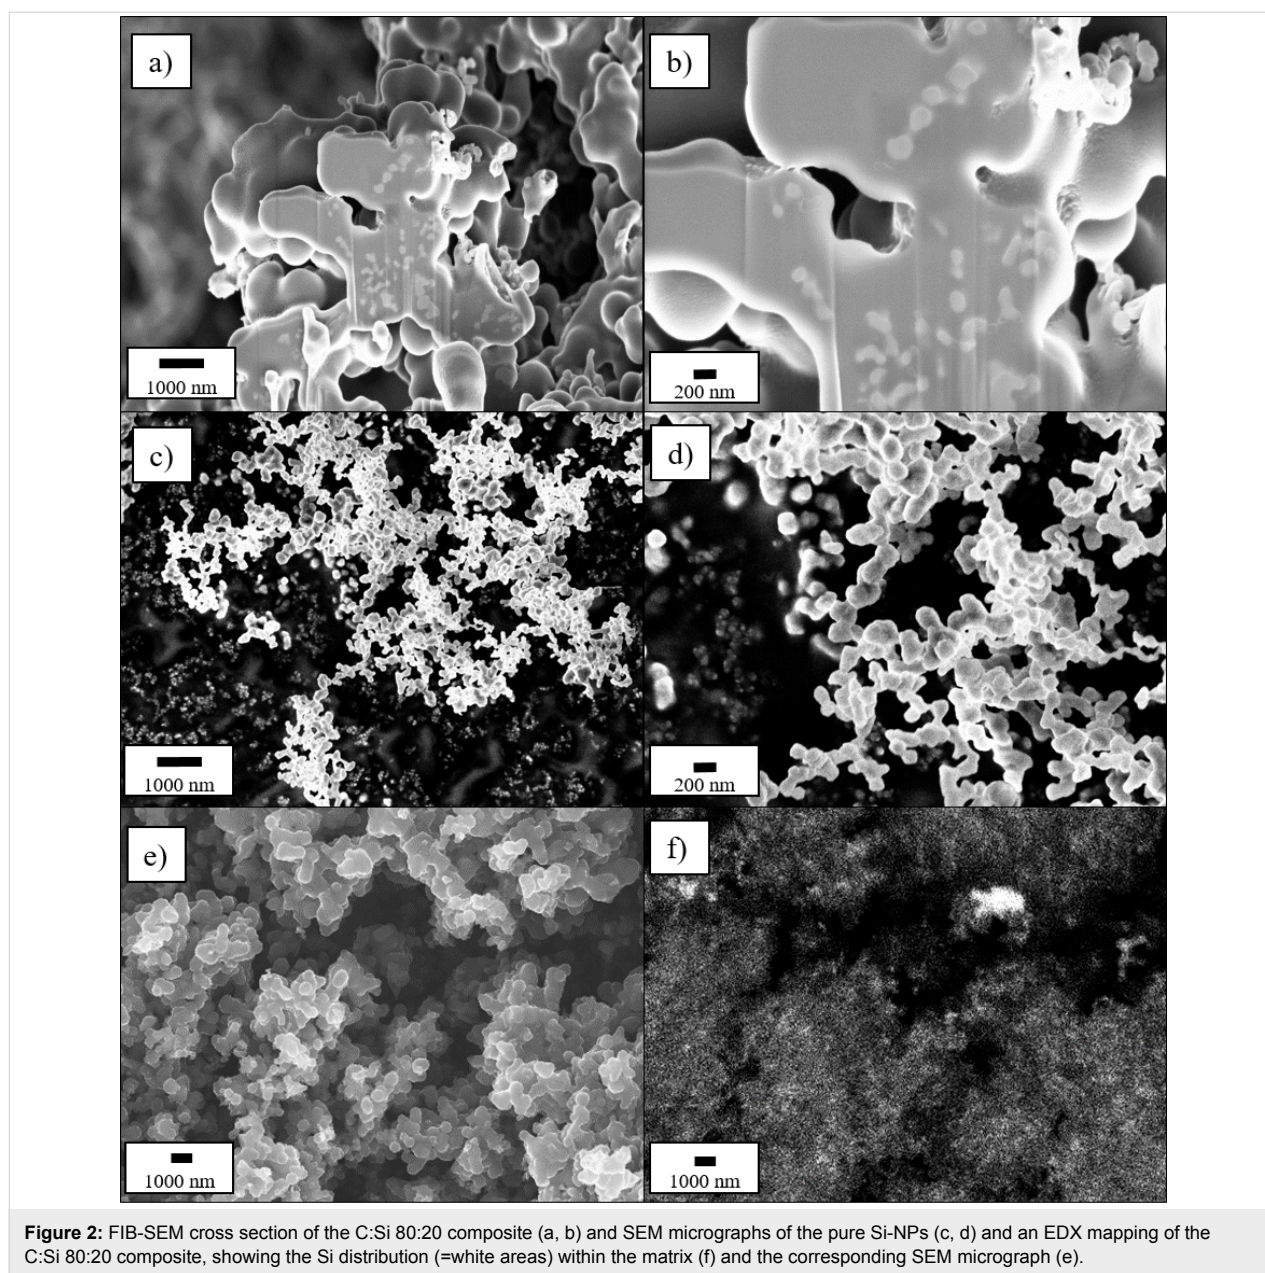 a)
b)
1000 nm
200 nm
c)
d)
1000 nm
200 nm
e)
f)
1000 nm
1000 nm
Figure 2: FIB-SEM cross section of the C:Si 80:20 composite (a, b) and SEM micrographs of the pure Si-NPs (c, d) and an EDX mapping of the
C:Si 80:20 composite, showing the Si distribution (=white areas) within the matrix (f) and the corresponding SEM micrograph (e).